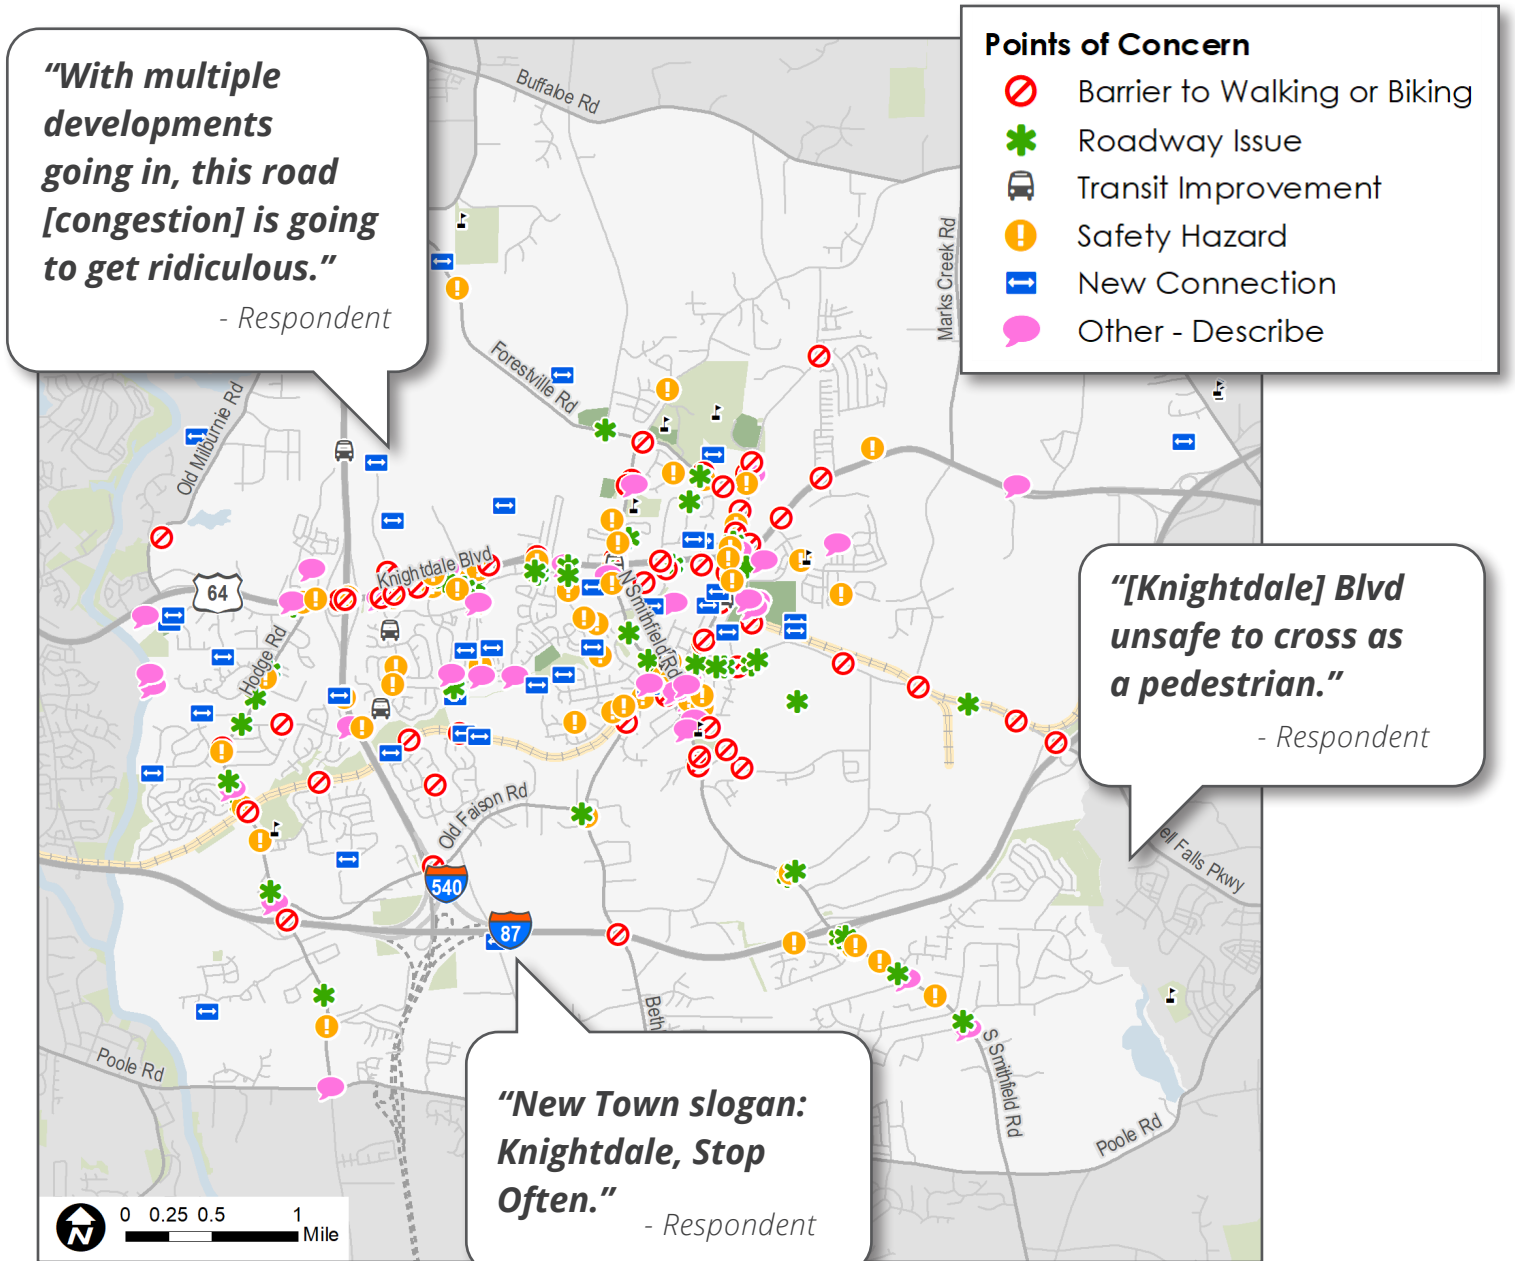 “With multiple
developments
going in, this road
[congestion] is going
to get ridiculous.”
- Respondent
Points of Concern
Barrier to Walking or Biking
Roadway Issue
Transit Improvement
Safety Hazard
New Connection
Other - Describe
Buffaloe Rd
Marks Creek Rd
Forestville Rd
Old Milburnie Rd
Knightdale Blvd
64
N Smithfield Rd
Hodge Rd
“[Knightdale] Blvd
unsafe to cross as
a pedestrian.”
- Respondent
Old Faison Rd
ell Falls Pkwy
540
87
Beth
S Smithfield Rd
Poole Rd
Poole Rd
“New Town slogan:
Knightdale, Stop
Often.”
- Respondent
N
0 0.25 0.5 1
Mile